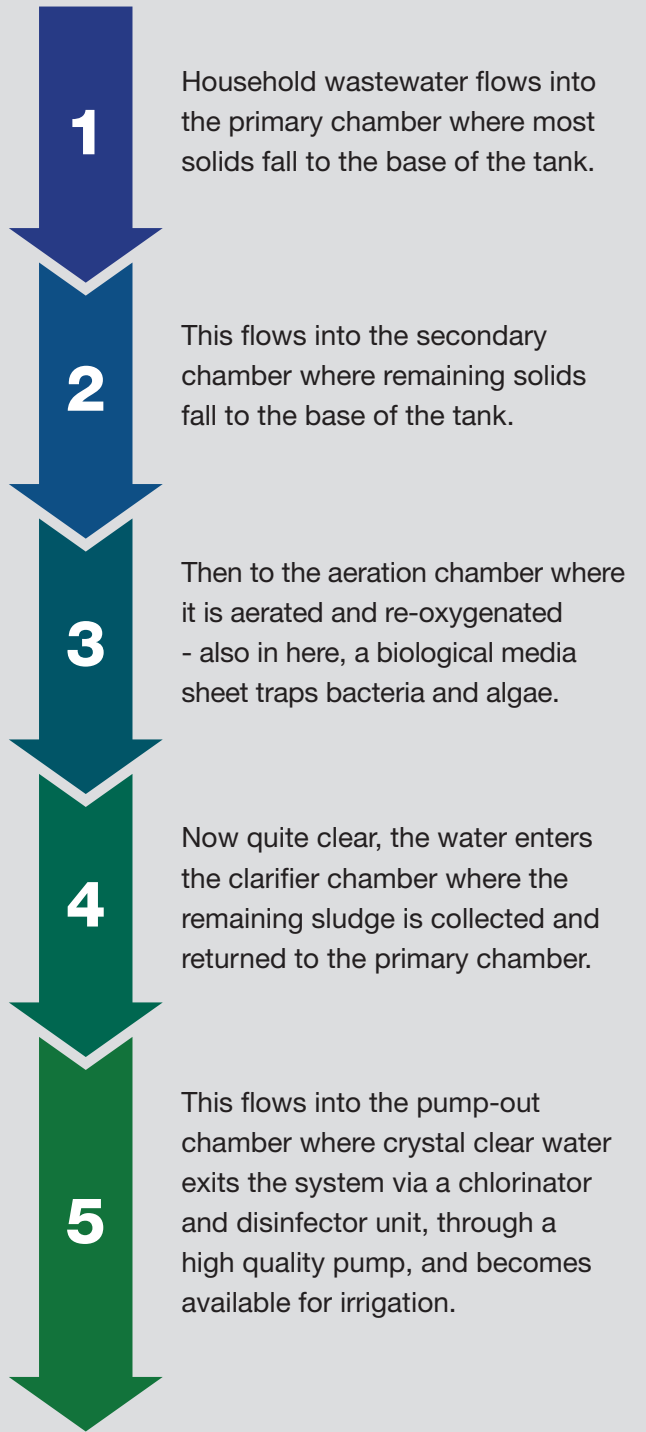 1
Household wastewater flows into
the primary chamber where most
solids fall to the base of the tank.
2
This flows into the secondary
chamber where remaining solids
fall to the base of the tank.
3
Then to the aeration chamber where
it is aerated and re-oxygenated
- also in here, a biological media
sheet traps bacteria and algae.
4
Now quite clear, the water enters
the clarifier chamber where the
remaining sludge is collected and
returned to the primary chamber.
5
This flows into the pump-out
chamber where crystal clear water
exits the system via a chlorinator
and disinfector unit, through a
high quality pump, and becomes
available for irrigation.